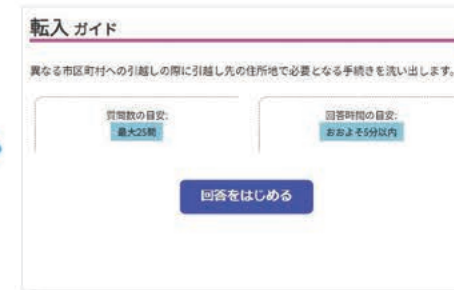 転入 ガイド
異なる市区町村への引越しの際に引越し先の住所地で必要となる手続きを洗い出します。
質問数の目安:
最大25問
回答時間の目安:
おおよそ5分以内
回答をはじめる